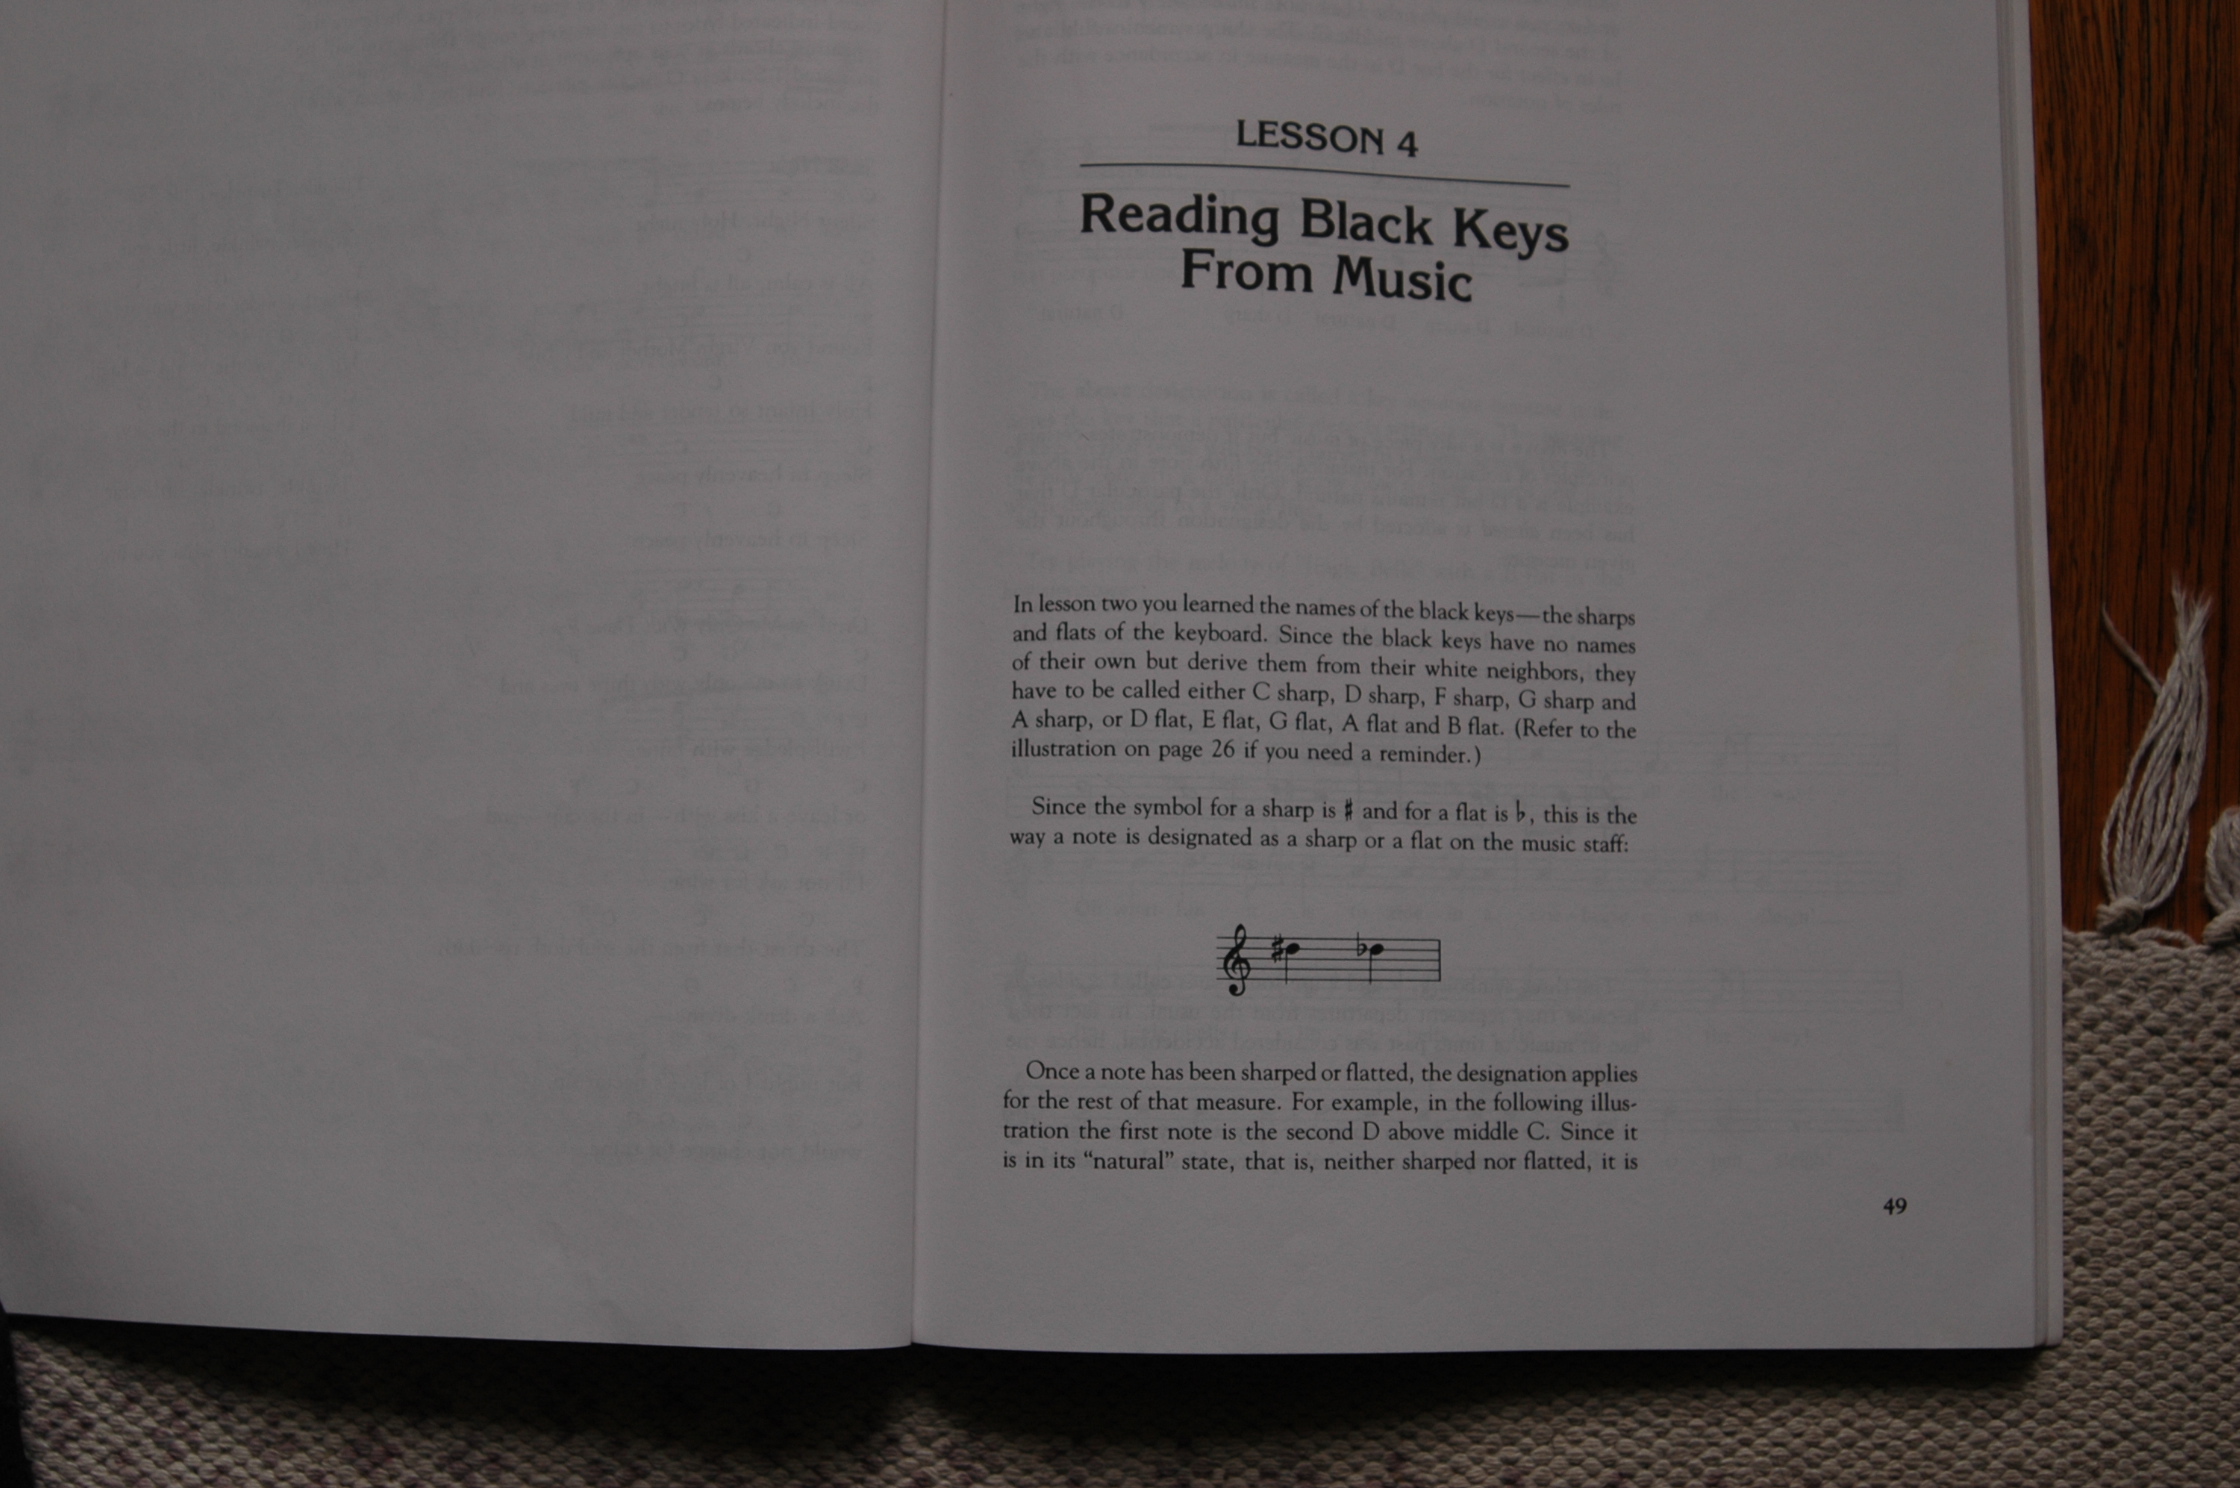 LESSON 4
Reading Black Keys
From Music
In lesson two you learned the names of the black keys—the sharps
and flats of the keyboard. Since the black keys have no names
of their own but derive them from their white neighbors, they
have to be called either C sharp, D sharp, F sharp, G sharp and
A sharp, or D flat, E flat, G flat, A flat and B flat. (Refer to the
illustration on page 26 if you need a reminder.)
Since the symbol for a sharp is ♯ and for a flat is ♭, this is the
way a note is designated as a sharp or a flat on the music staff:
Once a note has been sharped or flatted, the designation applies
for the rest of that measure. For example, in the following illus-
tration the first note is the second D above middle C. Since it
is in its “natural” state, that is, neither sharped nor flatted, it is
49